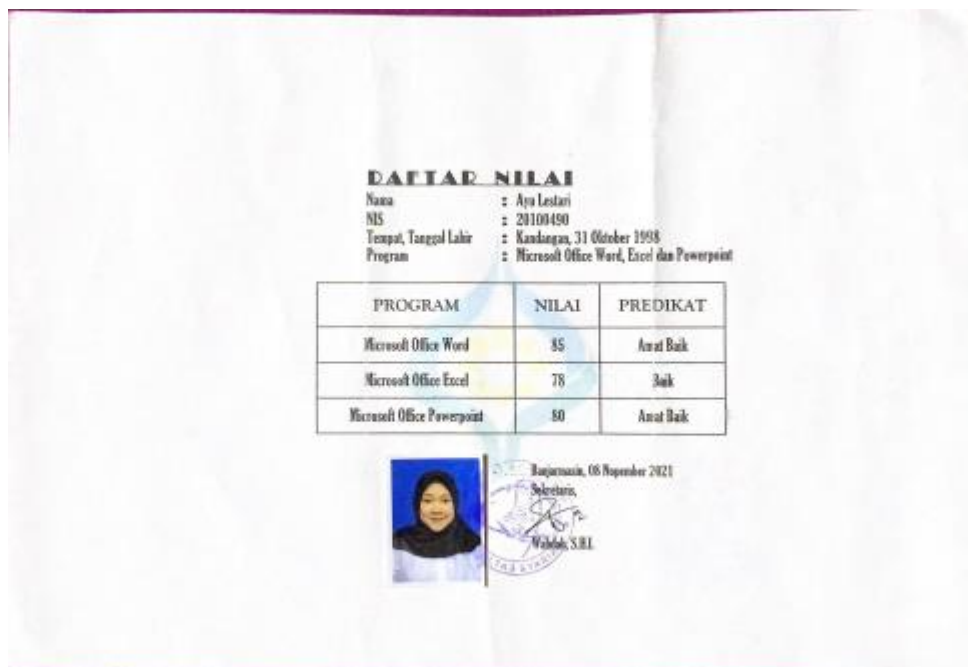 DAFTAR NILAI
Nama : Ayu Lestari
NIS : 20100490
Tempat, Tanggal Lahir : Kandangan, 31 Oktober 1998
Program : Microsoft Office Word, Excel dan Powerpoint
PROGRAM NILAI PREDIKAT
Microsoft Office Word 85 Amat Baik
Microsoft Office Excel 78 Baik
Microsoft Office Powerpoint 80 Amat Baik
Banjarmasin, 08 Nopember 2021
Sekretaris,
Wahdah, S.H.I.